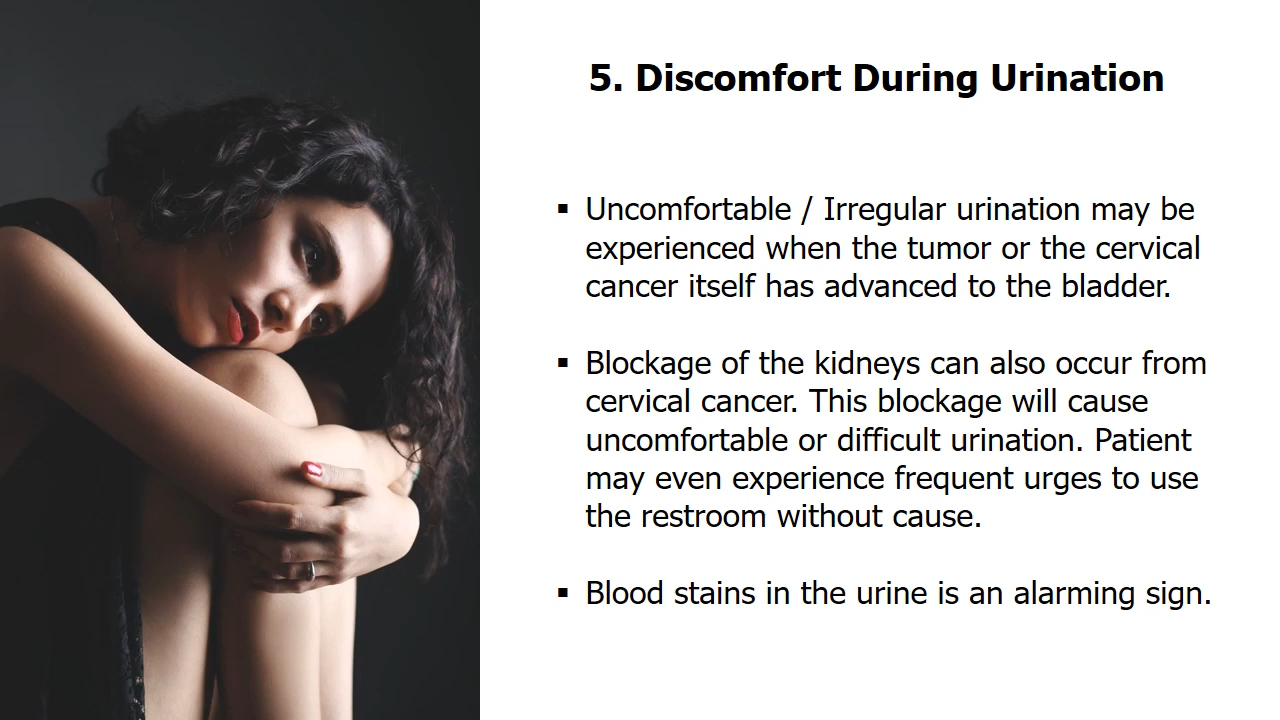 5. Discomfort During Urination
▪ Uncomfortable / Irregular urination may be
experienced when the tumor or the cervical
cancer itself has advanced to the bladder.
▪ Blockage of the kidneys can also occur from
cervical cancer. This blockage will cause
uncomfortable or difficult urination. Patient
may even experience frequent urges to use
the restroom without cause.
▪ Blood stains in the urine is an alarming sign.